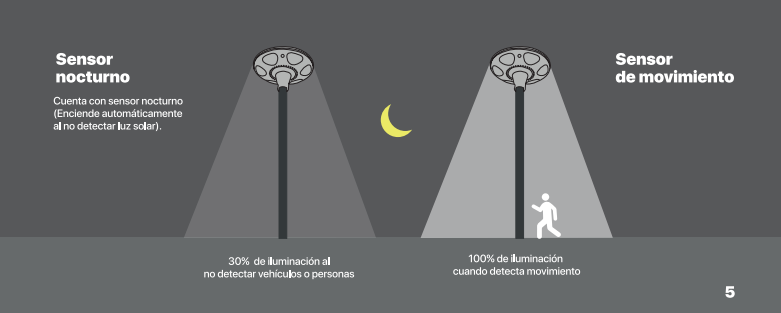 Sensor
nocturno
Cuenta con sensor nocturno
(Enciende automáticamente
al no detectar luz solar).
Sensor
de movimiento
30% de iluminación al
no detectar vehículos o personas
100% de iluminación
cuando detecta movimiento
5